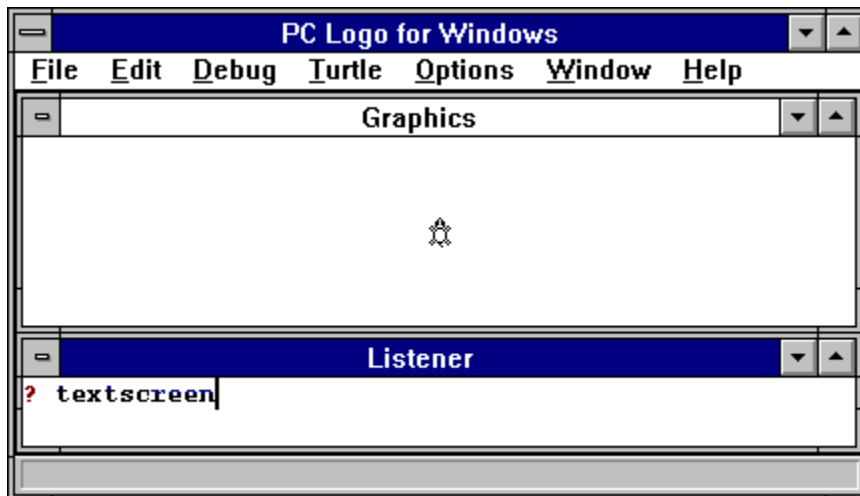 PC Logo for Windows
File Edit Debug Turtle Options Window Help
Graphics
Listener
? textscreen